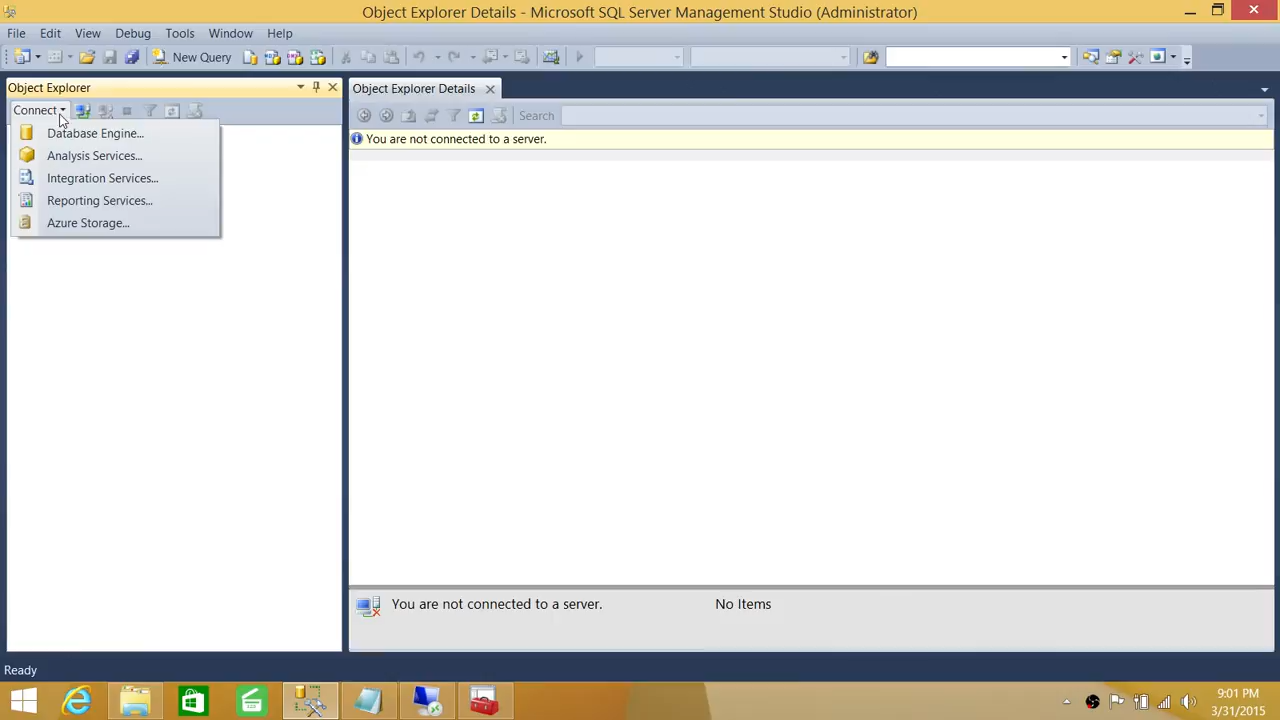 Object Explorer Details - Microsoft SQL Server Management Studio (Administrator)
File Edit View Debug Tools Window Help
New Query
Object Explorer
Object Explorer Details
Connect
Search
Database Engine...
You are not connected to a server.
Analysis Services...
Integration Services...
Reporting Services...
Azure Storage...
You are not connected to a server. No Items
Ready
9:01 PM
3/31/2015